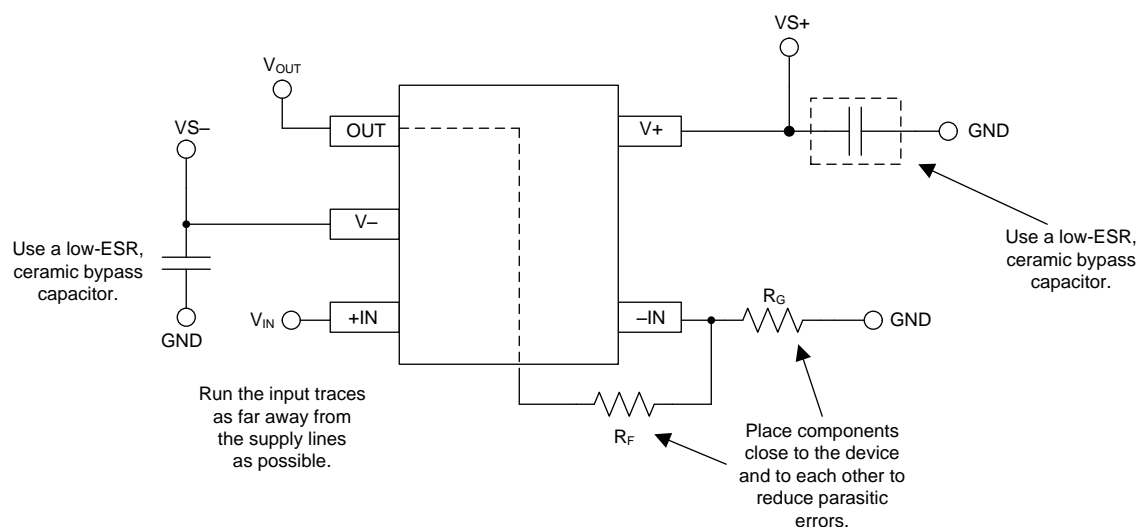 VS+
VOUT
VS–
OUT
V+
GND
V–
Use a low-ESR,
ceramic bypass
capacitor.
Use a low-ESR,
ceramic bypass
capacitor.
GND
VIN
+IN
–IN
RG
GND
Run the input traces
as far away from
the supply lines
as possible.
RF
Place components
close to the device
and to each other to
reduce parasitic
errors.